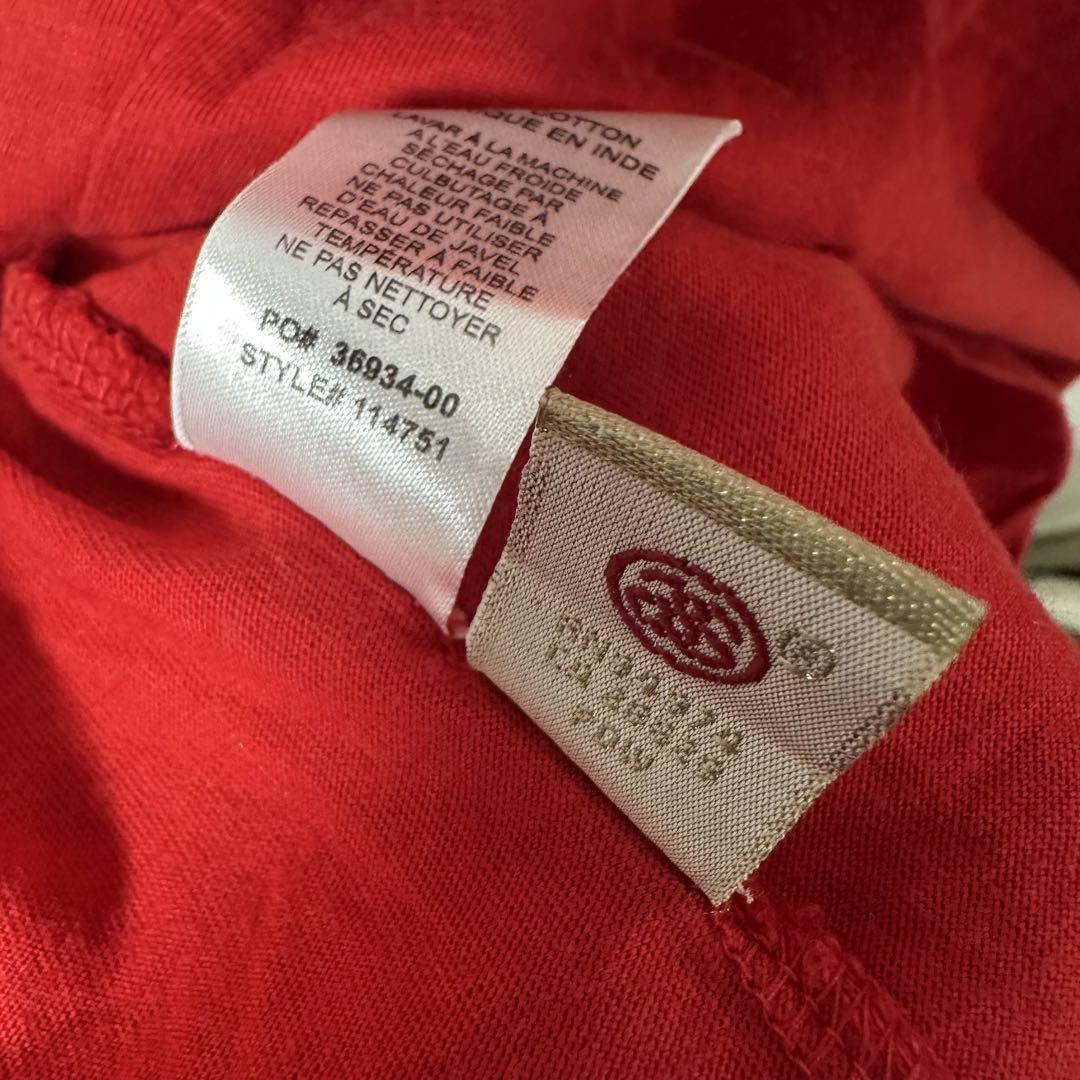 COTTON
QUE EN INDE
LAVAR À LA MACHINE
A L'EAU FROIDE
SÉCHAGE PAR
CULBUTAGE À
CHALEUR FAIBLE
NE PAS UTILISER
D'EAU DE JAVEL
REPASSER À FAIBLE
TEMPÉRATURE
NE PAS NETTOYER
À SEC
PO# 36934-00
STYLE# 114751
(S)